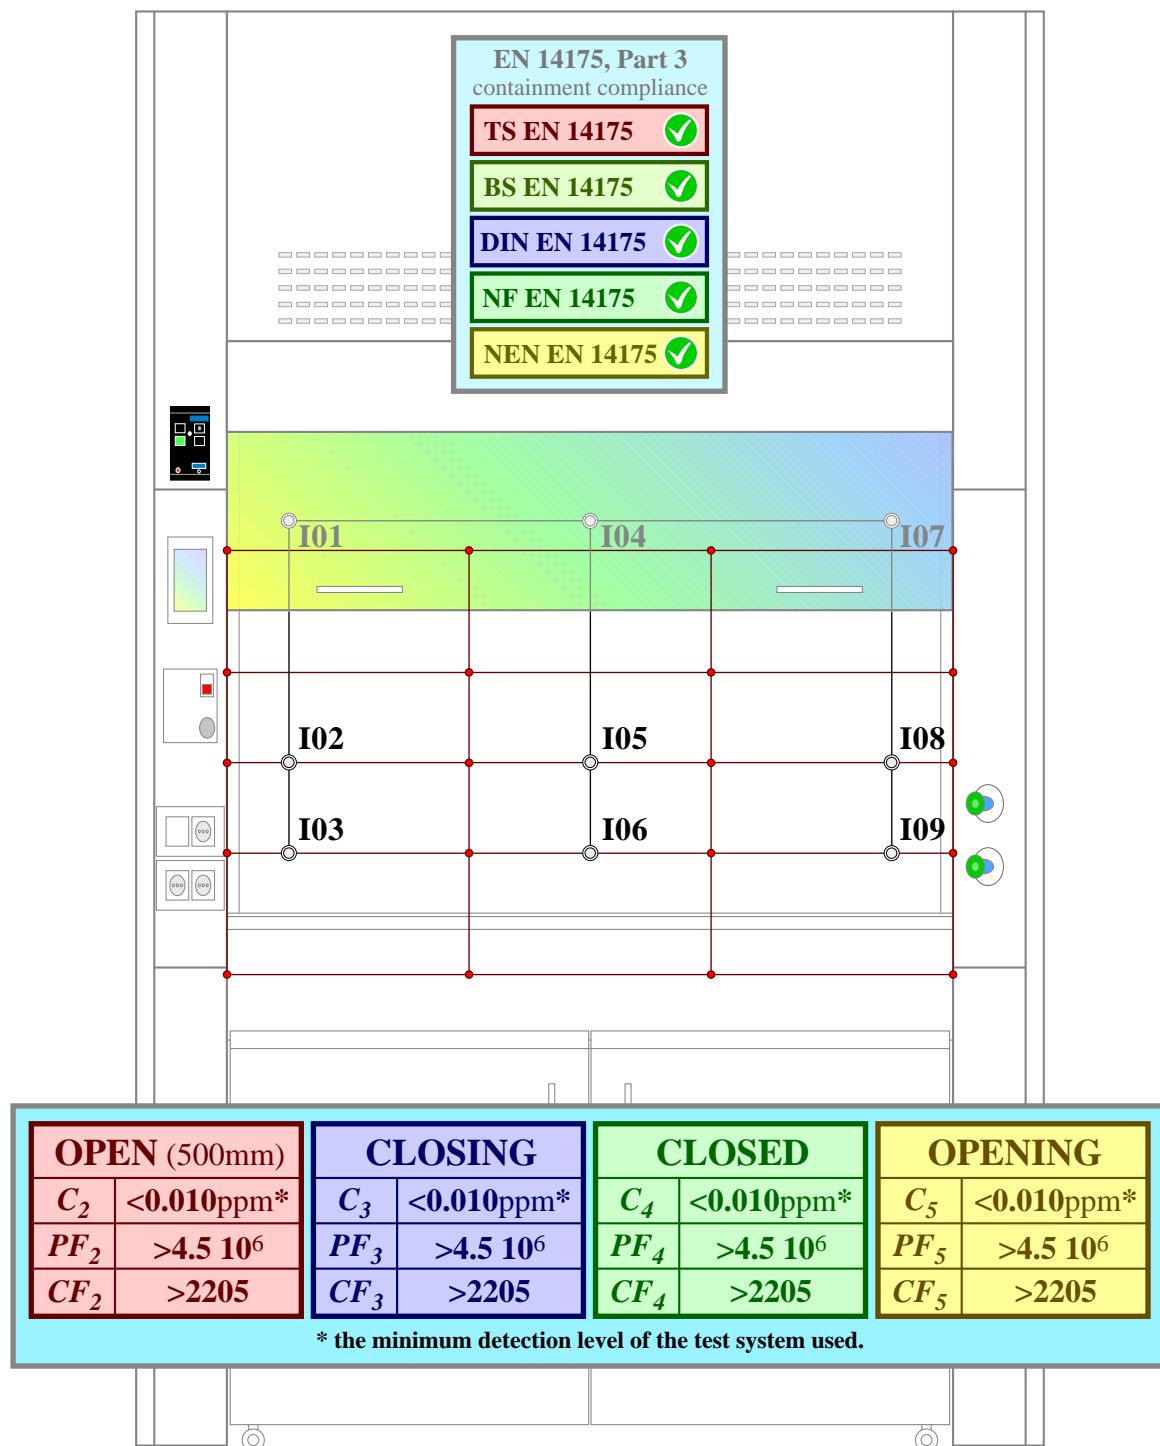 EN 14175, Part 3
containment compliance
TS EN 14175
BS EN 14175
DIN EN 14175
NF EN 14175
NEN EN 14175
I01 I04 I07
I02 I05 I08
I03 I06 I09
OPEN (500mm) CLOSING CLOSED OPENING
C₂ <0.010ppm* C₃ <0.010ppm* C₄ <0.010ppm* C₅ <0.010ppm*
PF₂ >4.5 10⁶ PF₃ >4.5 10⁶ PF₄ >4.5 10⁶ PF₅ >4.5 10⁶
CF₂ >2205 CF₃ >2205 CF₄ >2205 CF₅ >2205
* the minimum detection level of the test system used.